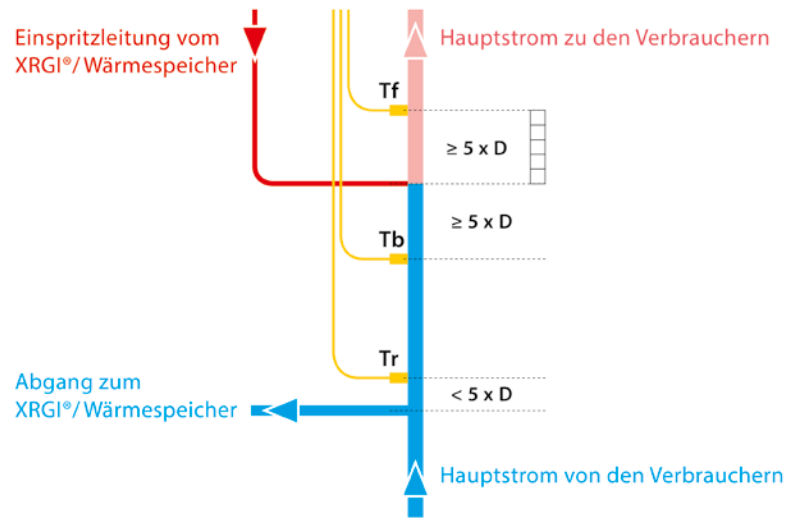 Einspritzleitung vom
XRGI®/Wärmespeicher
Hauptstrom zu den Verbrauchern
Tf
≥ 5 x D
≥ 5 x D
Tb
Tr
< 5 x D
Abgang zum
XRGI®/Wärmespeicher
Hauptstrom von den Verbrauchern